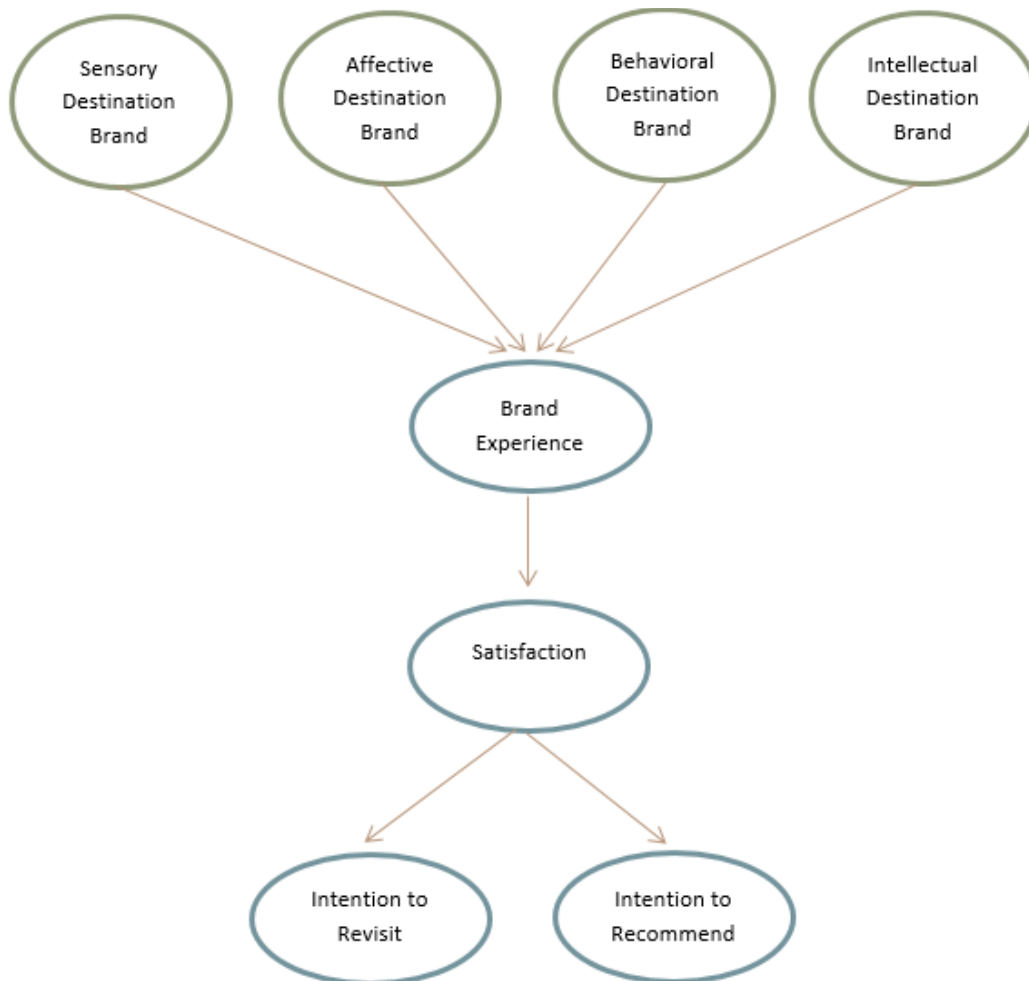 Sensory
Destination
Brand
Affective
Destination
Brand
Behavioral
Destination
Brand
Intellectual
Destination
Brand
Brand
Experience
Satisfaction
Intention to
Revisit
Intention to
Recommend